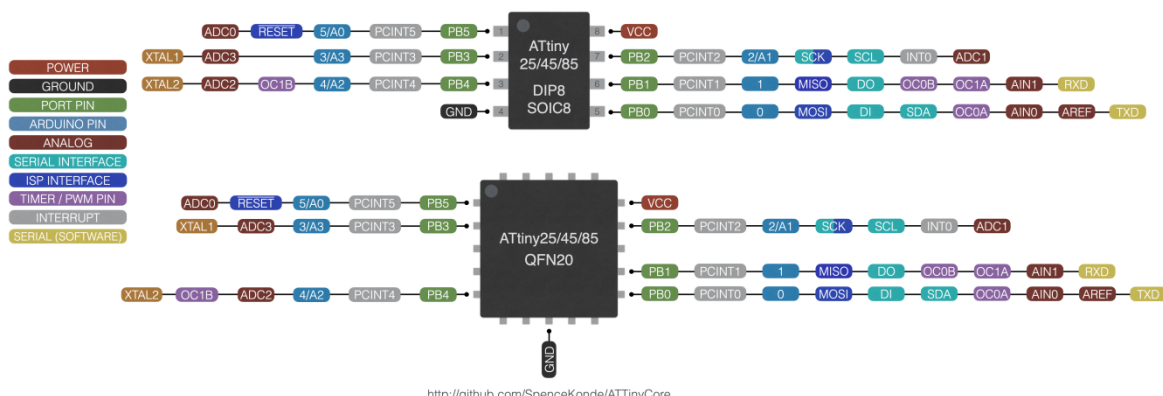 ADC0 RESET 5/A0 PCINT5 PB5 1 8 VCC
XTAL1 ADC3 3/A3 PCINT3 PB3 2 7 PB2 PCINT2 2/A1 SCK SCL INT0 ADC1
XTAL2 ADC2 OC1B 4/A2 PCINT4 PB4 3 6 PB1 PCINT1 1 MISO DO OC0B OC1A AIN1 RXD
GND 4 5 PB0 PCINT0 0 MOSI DI SDA OC0A AIN0 AREF TXD
ATtiny
25/45/85
DIP8
SOIC8
POWER
GROUND
PORT PIN
ARDUINO PIN
ANALOG
SERIAL INTERFACE
ISP INTERFACE
TIMER / PWM PIN
INTERRUPT
SERIAL (SOFTWARE)
ADC0 RESET 5/A0 PCINT5 PB5 VCC
XTAL1 ADC3 3/A3 PCINT3 PB3 PB2 PCINT2 2/A1 SCK SCL INT0 ADC1
ATtiny25/45/85
QFN20
PB1 PCINT1 1 MISO DO OC0B OC1A AIN1 RXD
XTAL2 OC1B ADC2 4/A2 PCINT4 PB4 PB0 PCINT0 0 MOSI DI SDA OC0A AIN0 AREF TXD
GND
http://github.com/SpenceKonde/ATTinyCore